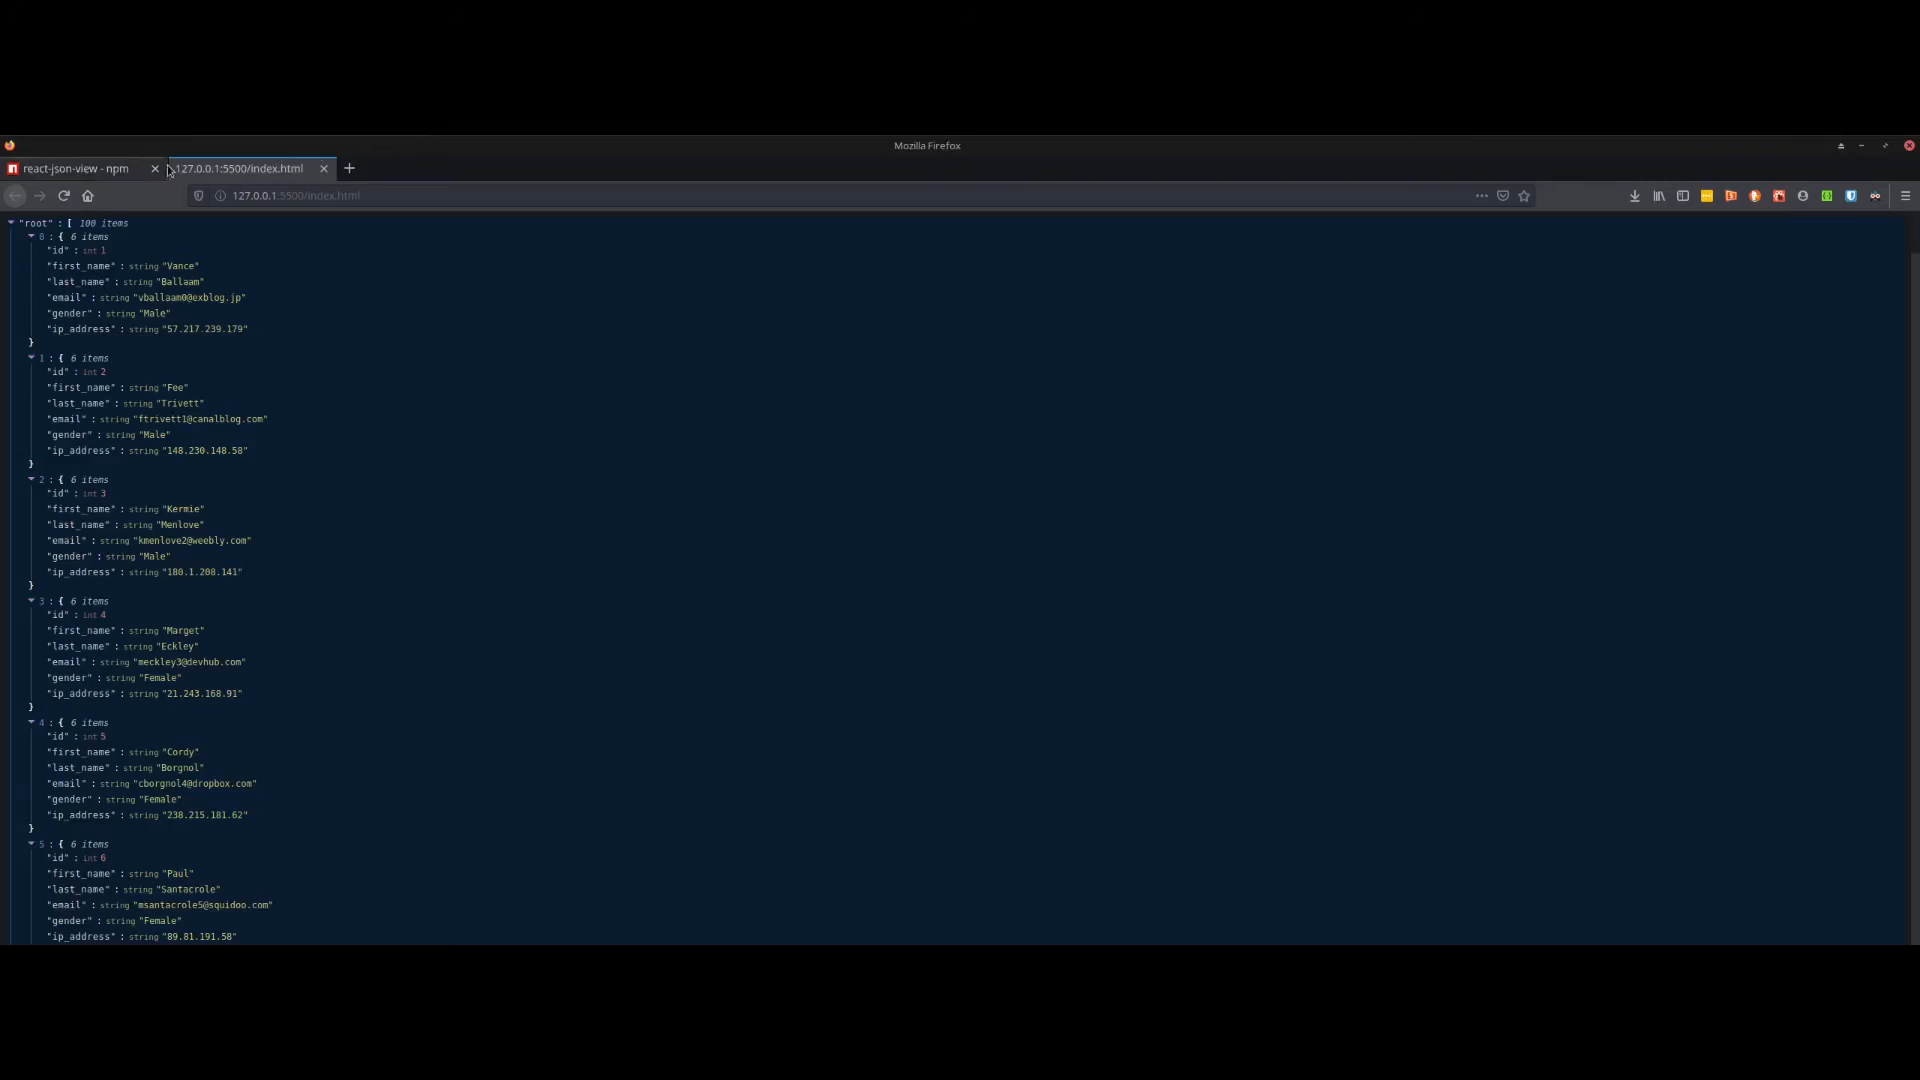 Mozilla Firefox
react-json-view - npm
127.0.0.1:5500/index.html
127.0.0.1:5500/index.html
"root" : [ 100 items
0 : { 6 items
"id" : int 1
"first_name" : string "Vance"
"last_name" : string "Ballaam"
"email" : string "vballaam0@exblog.jp"
"gender" : string "Male"
"ip_address" : string "57.217.239.179"
}
1 : { 6 items
"id" : int 2
"first_name" : string "Fee"
"last_name" : string "Trivett"
"email" : string "ftrivett1@canalblog.com"
"gender" : string "Male"
"ip_address" : string "148.230.148.58"
}
2 : { 6 items
"id" : int 3
"first_name" : string "Kermie"
"last_name" : string "Menlove"
"email" : string "kmenlove2@weebly.com"
"gender" : string "Male"
"ip_address" : string "180.1.208.141"
}
3 : { 6 items
"id" : int 4
"first_name" : string "Marget"
"last_name" : string "Eckley"
"email" : string "meckley3@devhub.com"
"gender" : string "Female"
"ip_address" : string "21.243.168.91"
}
4 : { 6 items
"id" : int 5
"first_name" : string "Cordy"
"last_name" : string "Borgnol"
"email" : string "cborgnol4@dropbox.com"
"gender" : string "Female"
"ip_address" : string "238.215.181.62"
}
5 : { 6 items
"id" : int 6
"first_name" : string "Paul"
"last_name" : string "Santacrole"
"email" : string "msantacrole5@squidoo.com"
"gender" : string "Female"
"ip_address" : string "89.81.191.58"